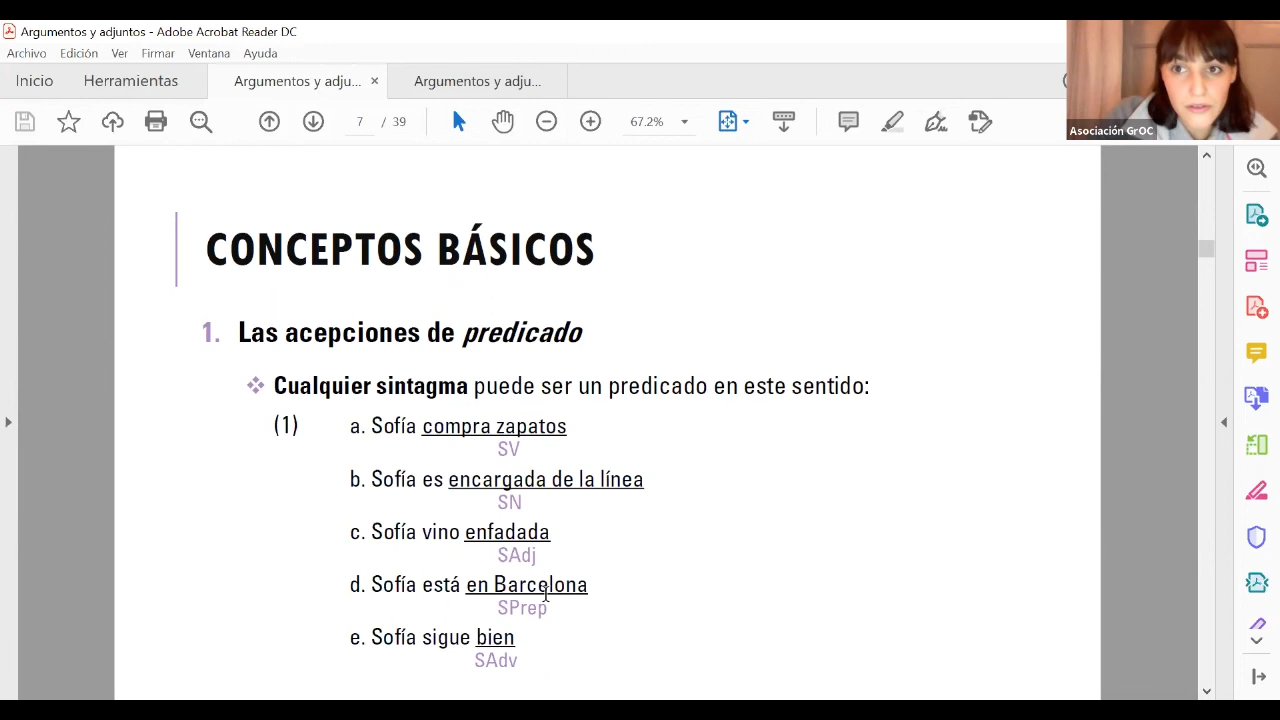 Argumentos y adjuntos - Adobe Acrobat Reader DC
Archivo Edición Ver Firmar Ventana Ayuda
Inicio Herramientas Argumentos y adju... × Argumentos y adju...
7 / 39 67.2%
Asociación GrOC
CONCEPTOS BÁSICOS
1. Las acepciones de predicado
❖ Cualquier sintagma puede ser un predicado en este sentido:
(1) a. Sofía compra zapatos
SV
b. Sofía es encargada de la línea
SN
c. Sofía vino enfadada
SAdj
d. Sofía está en Barcelona
SPrep
e. Sofía sigue bien
SAdv